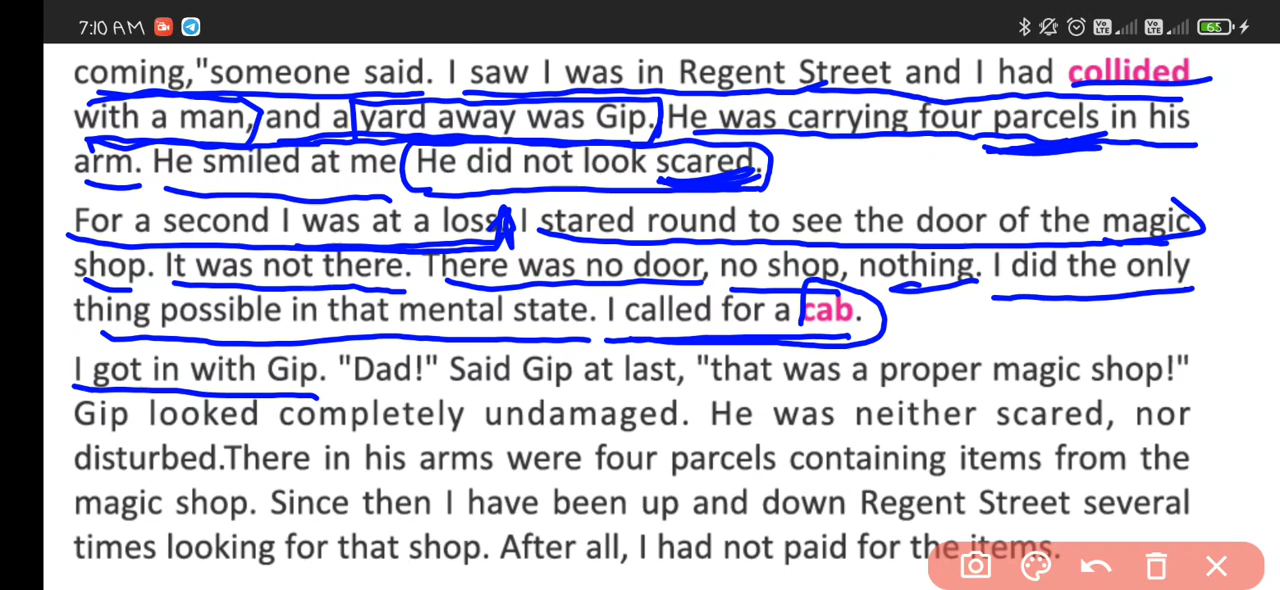 7:10 AM Vo LTE Vo LTE 65
coming,"someone said. I saw I was in Regent Street and I had collided
with a man, and a yard away was Gip. He was carrying four parcels in his
arm. He smiled at me He did not look scared.
For a second I was at a loss I stared round to see the door of the magic
shop. It was not there. There was no door, no shop, nothing. I did the only
thing possible in that mental state. I called for a cab.
I got in with Gip. "Dad!" Said Gip at last, "that was a proper magic shop!"
Gip looked completely undamaged. He was neither scared, nor
disturbed.There in his arms were four parcels containing items from the
magic shop. Since then I have been up and down Regent Street several
times looking for that shop. After all, I had not paid for the items.